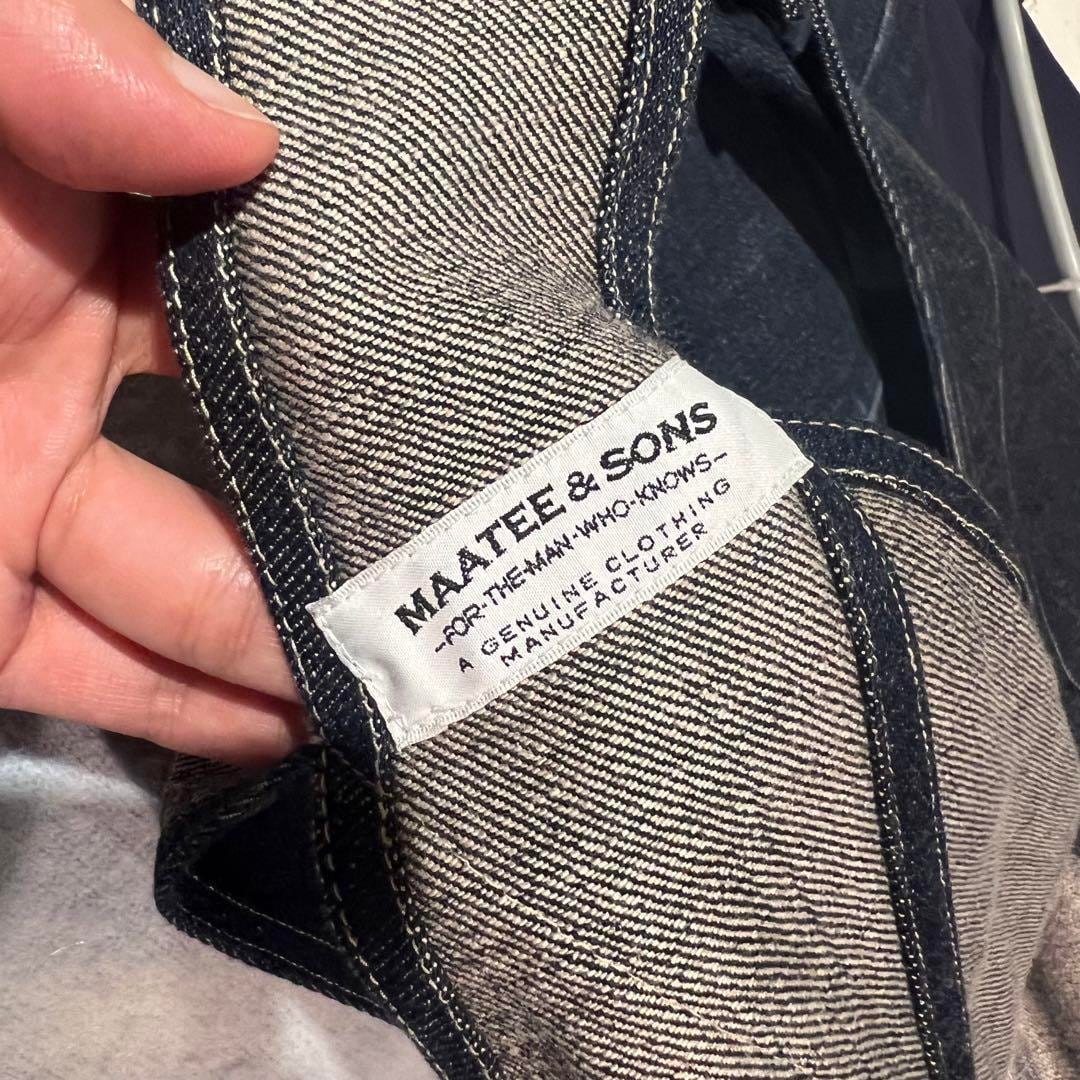 MAATEE & SONS
-FOR-THE-MAN-WHO-KNOWS-
A GENUINE CLOTHING
MANUFACTURER